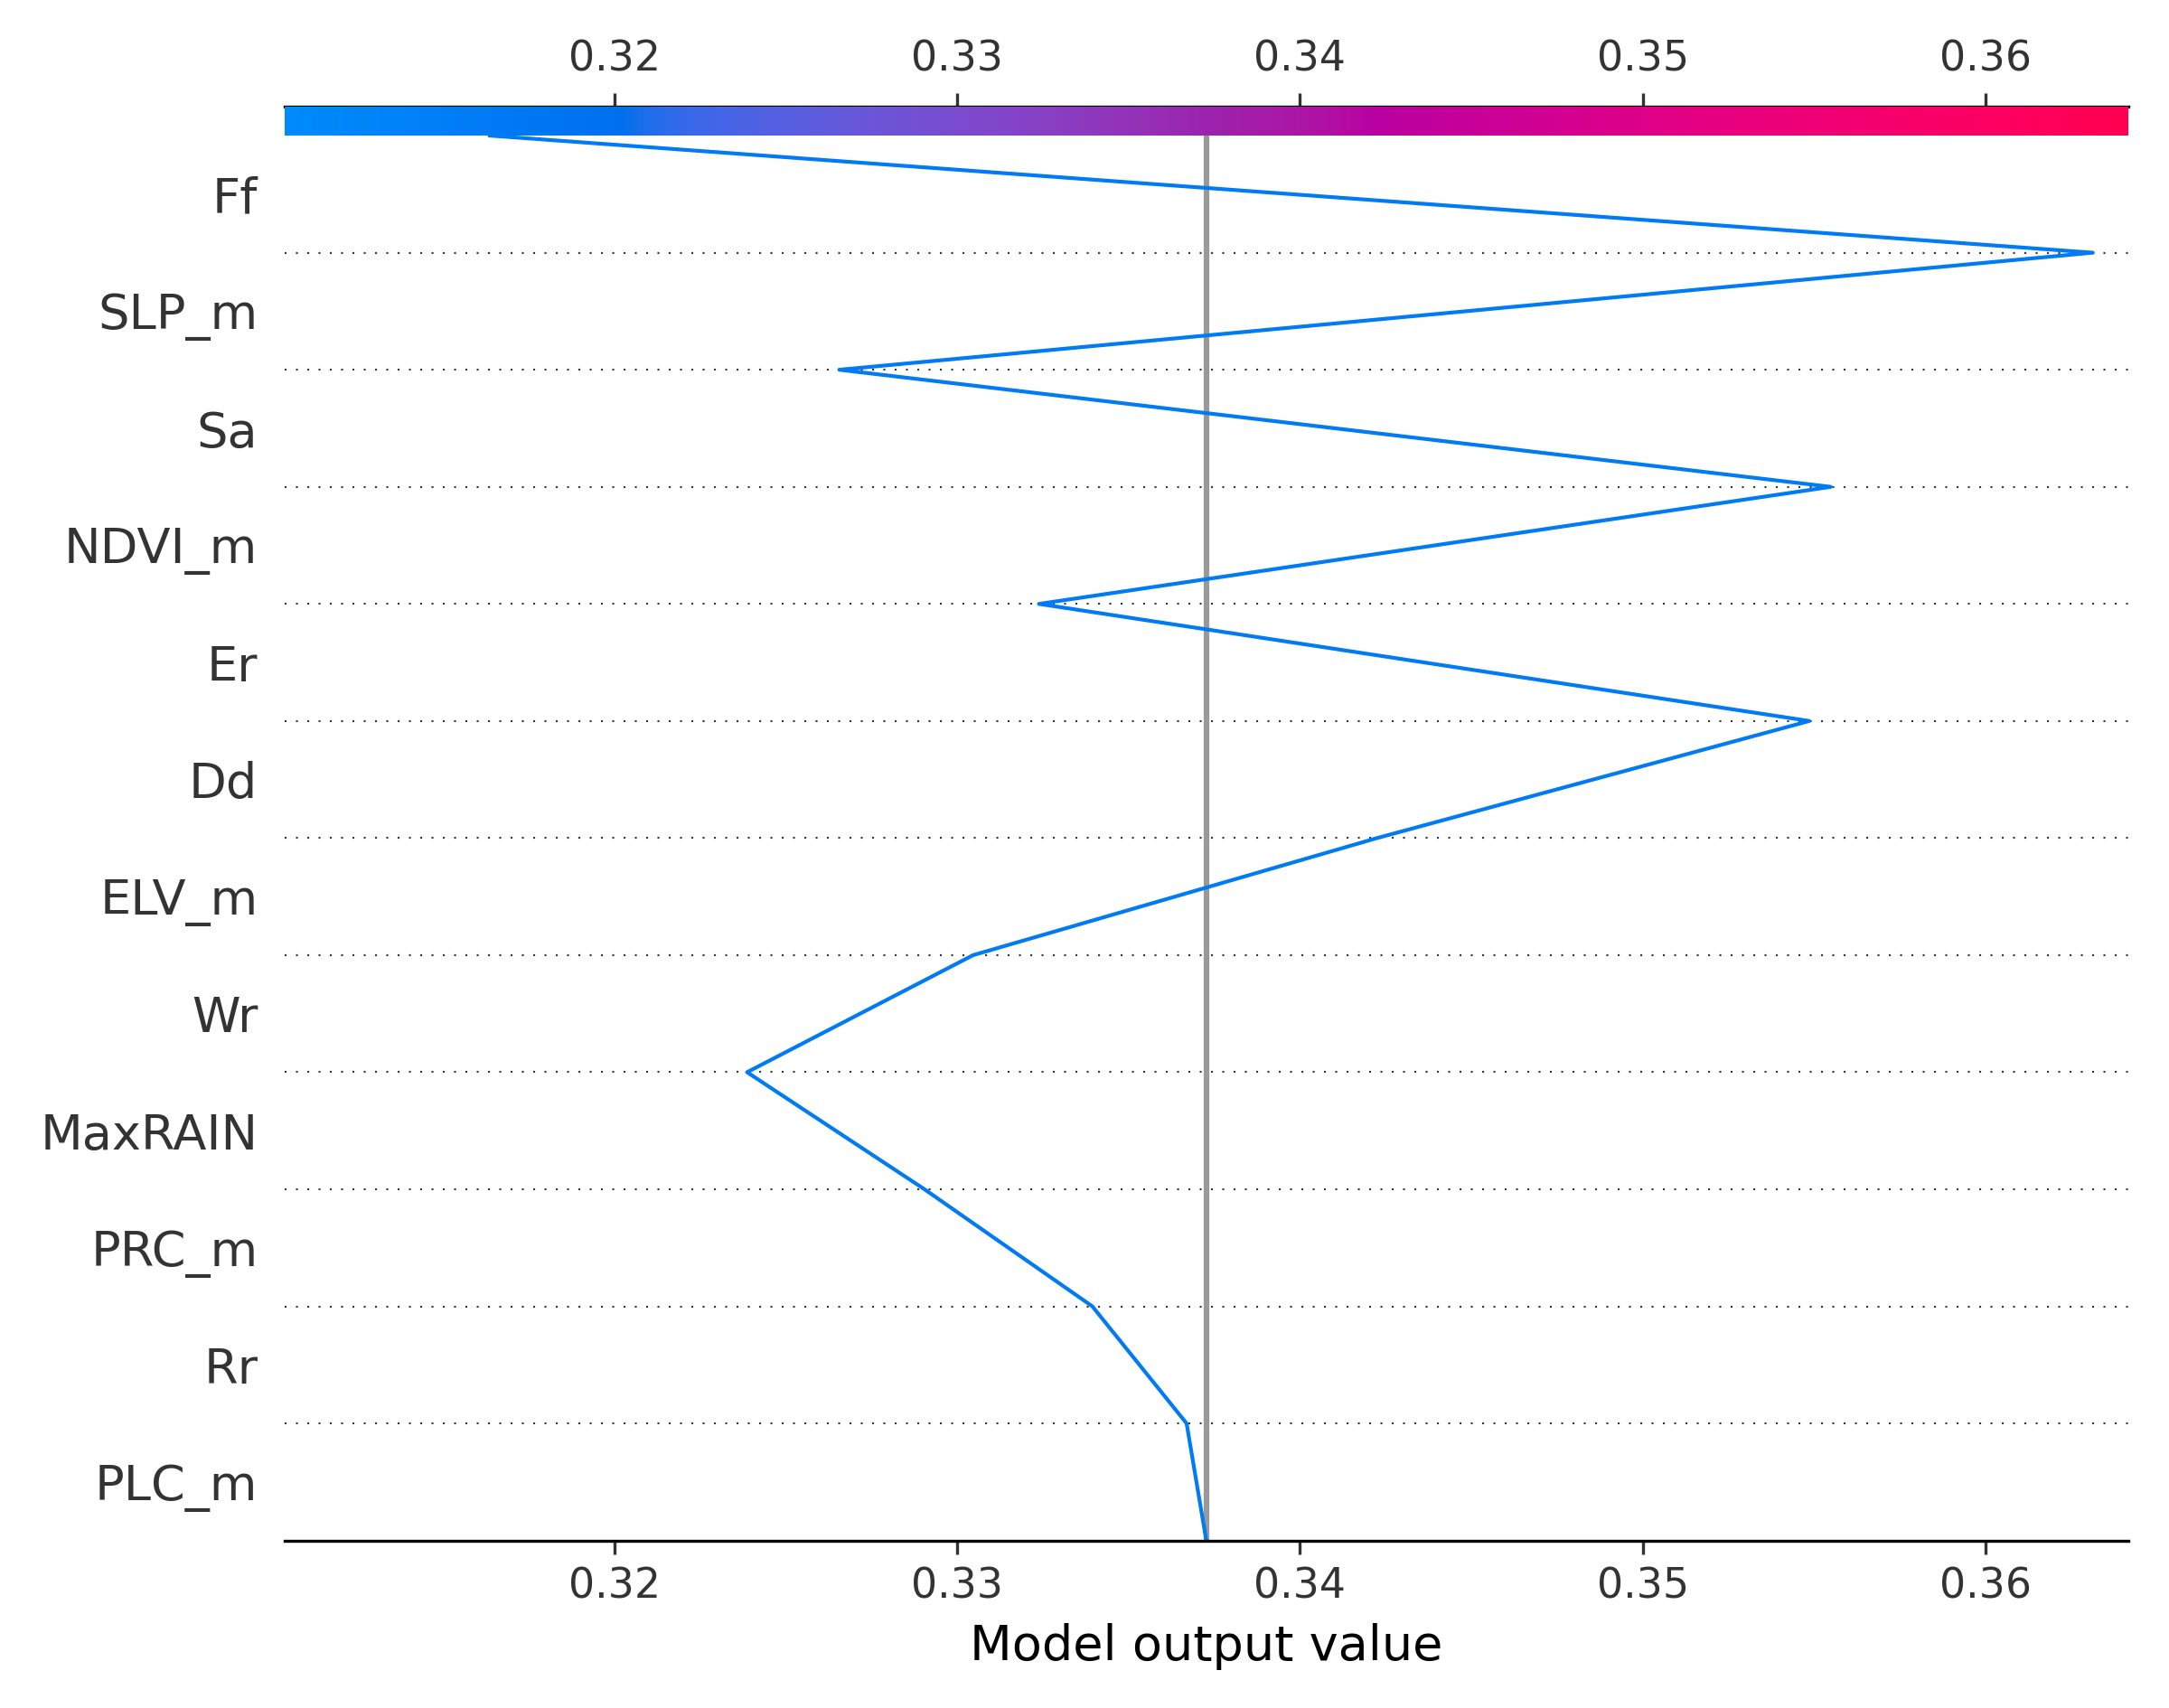 0.32 0.33 0.34 0.35 0.36
Ff
SLP_m
Sa
NDVI_m
Er
Dd
ELV_m
Wr
MaxRAIN
PRC_m
Rr
PLC_m
0.32 0.33 0.34 0.35 0.36
Model output value